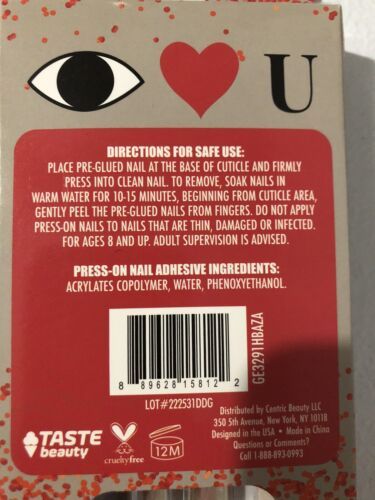 U
DIRECTIONS FOR SAFE USE:
PLACE PRE-GLUED NAIL AT THE BASE OF CUTICLE AND FIRMLY
PRESS INTO CLEAN NAIL. TO REMOVE, SOAK NAILS IN
WARM WATER FOR 10-15 MINUTES, BEGINNING FROM CUTICLE AREA,
GENTLY PEEL THE PRE-GLUED NAILS FROM FINGERS. DO NOT APPLY
PRESS-ON NAILS TO NAILS THAT ARE THIN, DAMAGED OR INFECTED.
FOR AGES 8 AND UP. ADULT SUPERVISION IS ADVISED.
PRESS-ON NAIL ADHESIVE INGREDIENTS:
ACRYLATES COPOLYMER, WATER, PHENOXYETHANOL.
8 89628 15812 2
GE3291HBAZA
LOT#222531DDG
TASTE
beauty
crueltyfree
12M
Distributed by Centric Beauty LLC
350 5th Avenue, New York, NY 10118
Designed in the USA • Made in China
Questions or Comments?
Call 1-888-893-0993